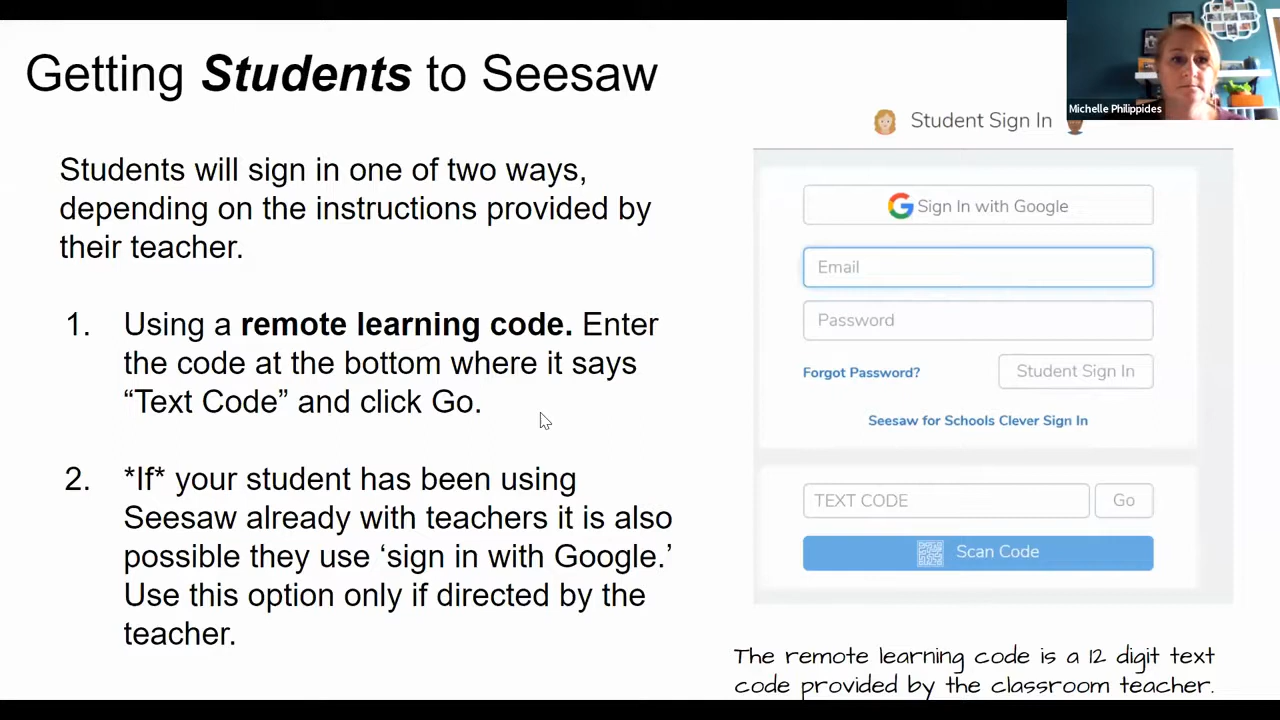 Getting Students to Seesaw
Michelle Philippides
Students will sign in one of two ways,
depending on the instructions provided by
their teacher.
1. Using a remote learning code. Enter
the code at the bottom where it says
“Text Code” and click Go.
2. *If* your student has been using
Seesaw already with teachers it is also
possible they use ‘sign in with Google.’
Use this option only if directed by the
teacher.
Student Sign In
Sign In with Google
Email
Password
Forgot Password?
Student Sign In
Seesaw for Schools Clever Sign In
TEXT CODE
Go
Scan Code
The remote learning code is a 12 digit text
code provided by the classroom teacher.